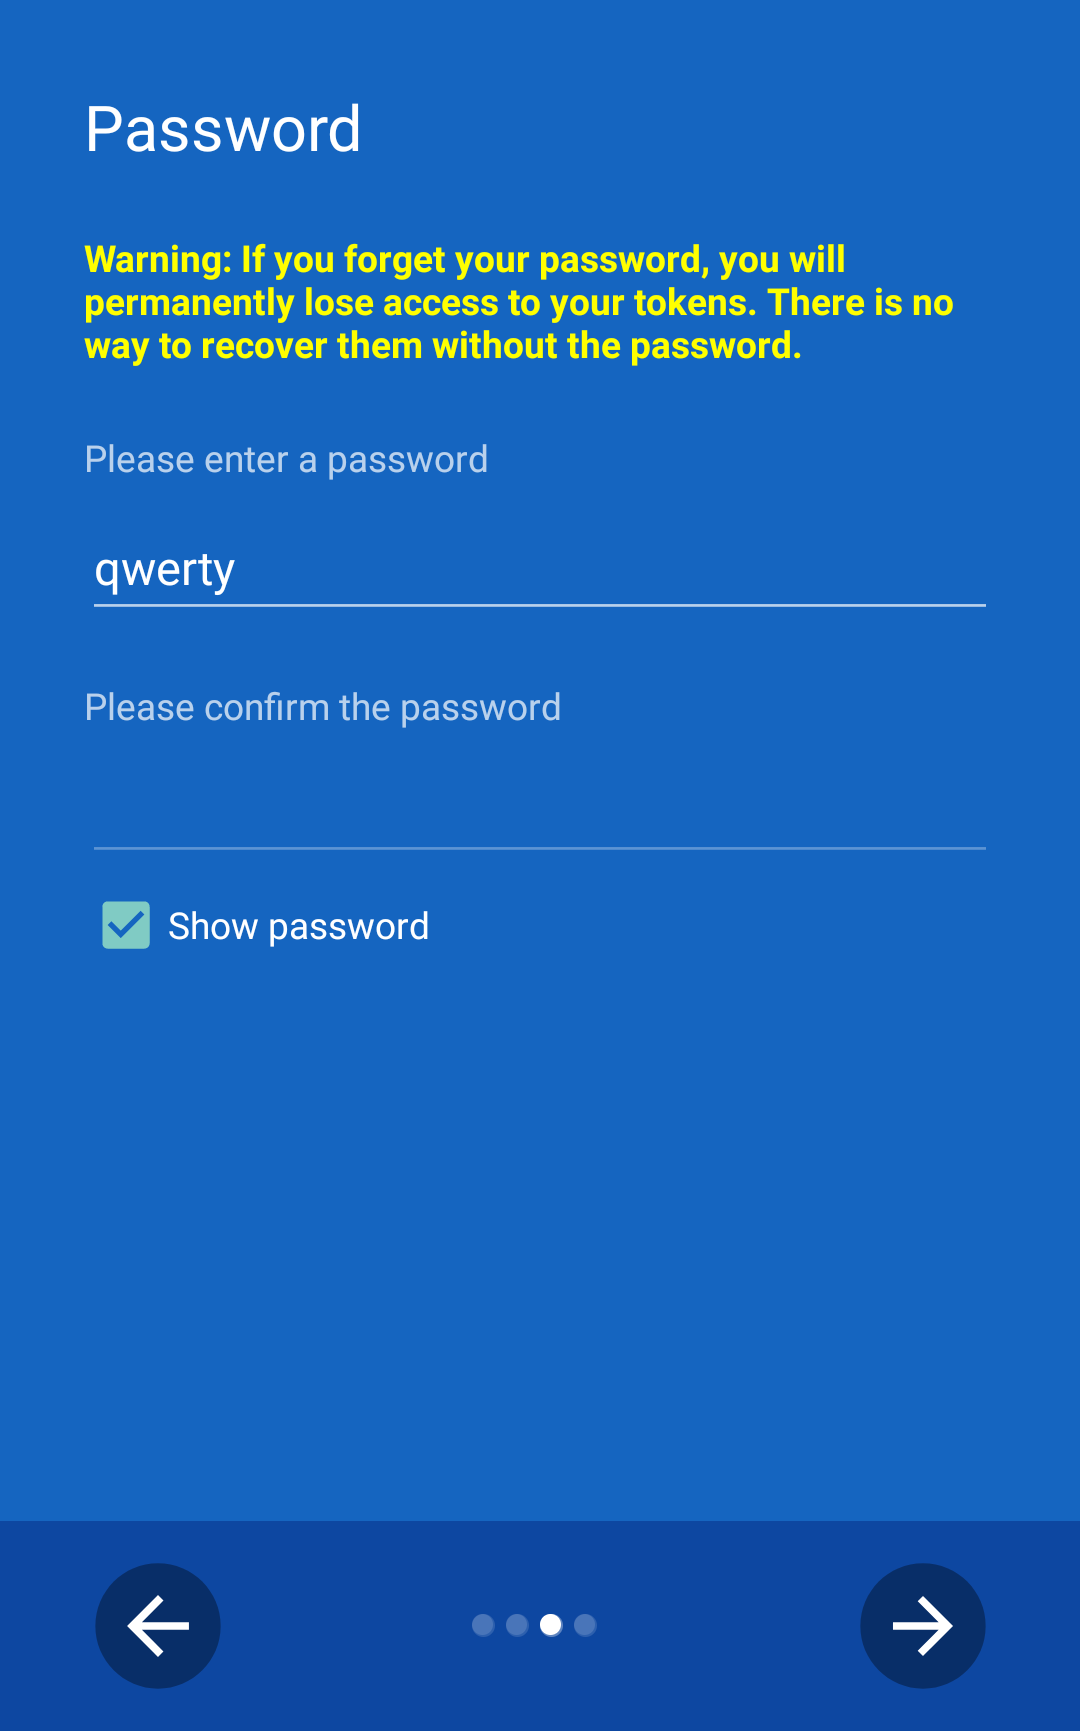 Password
Warning: If you forget your password, you will
permanently lose access to your tokens. There is no
way to recover them without the password.
Please enter a password
qwerty
Please confirm the password
Show password